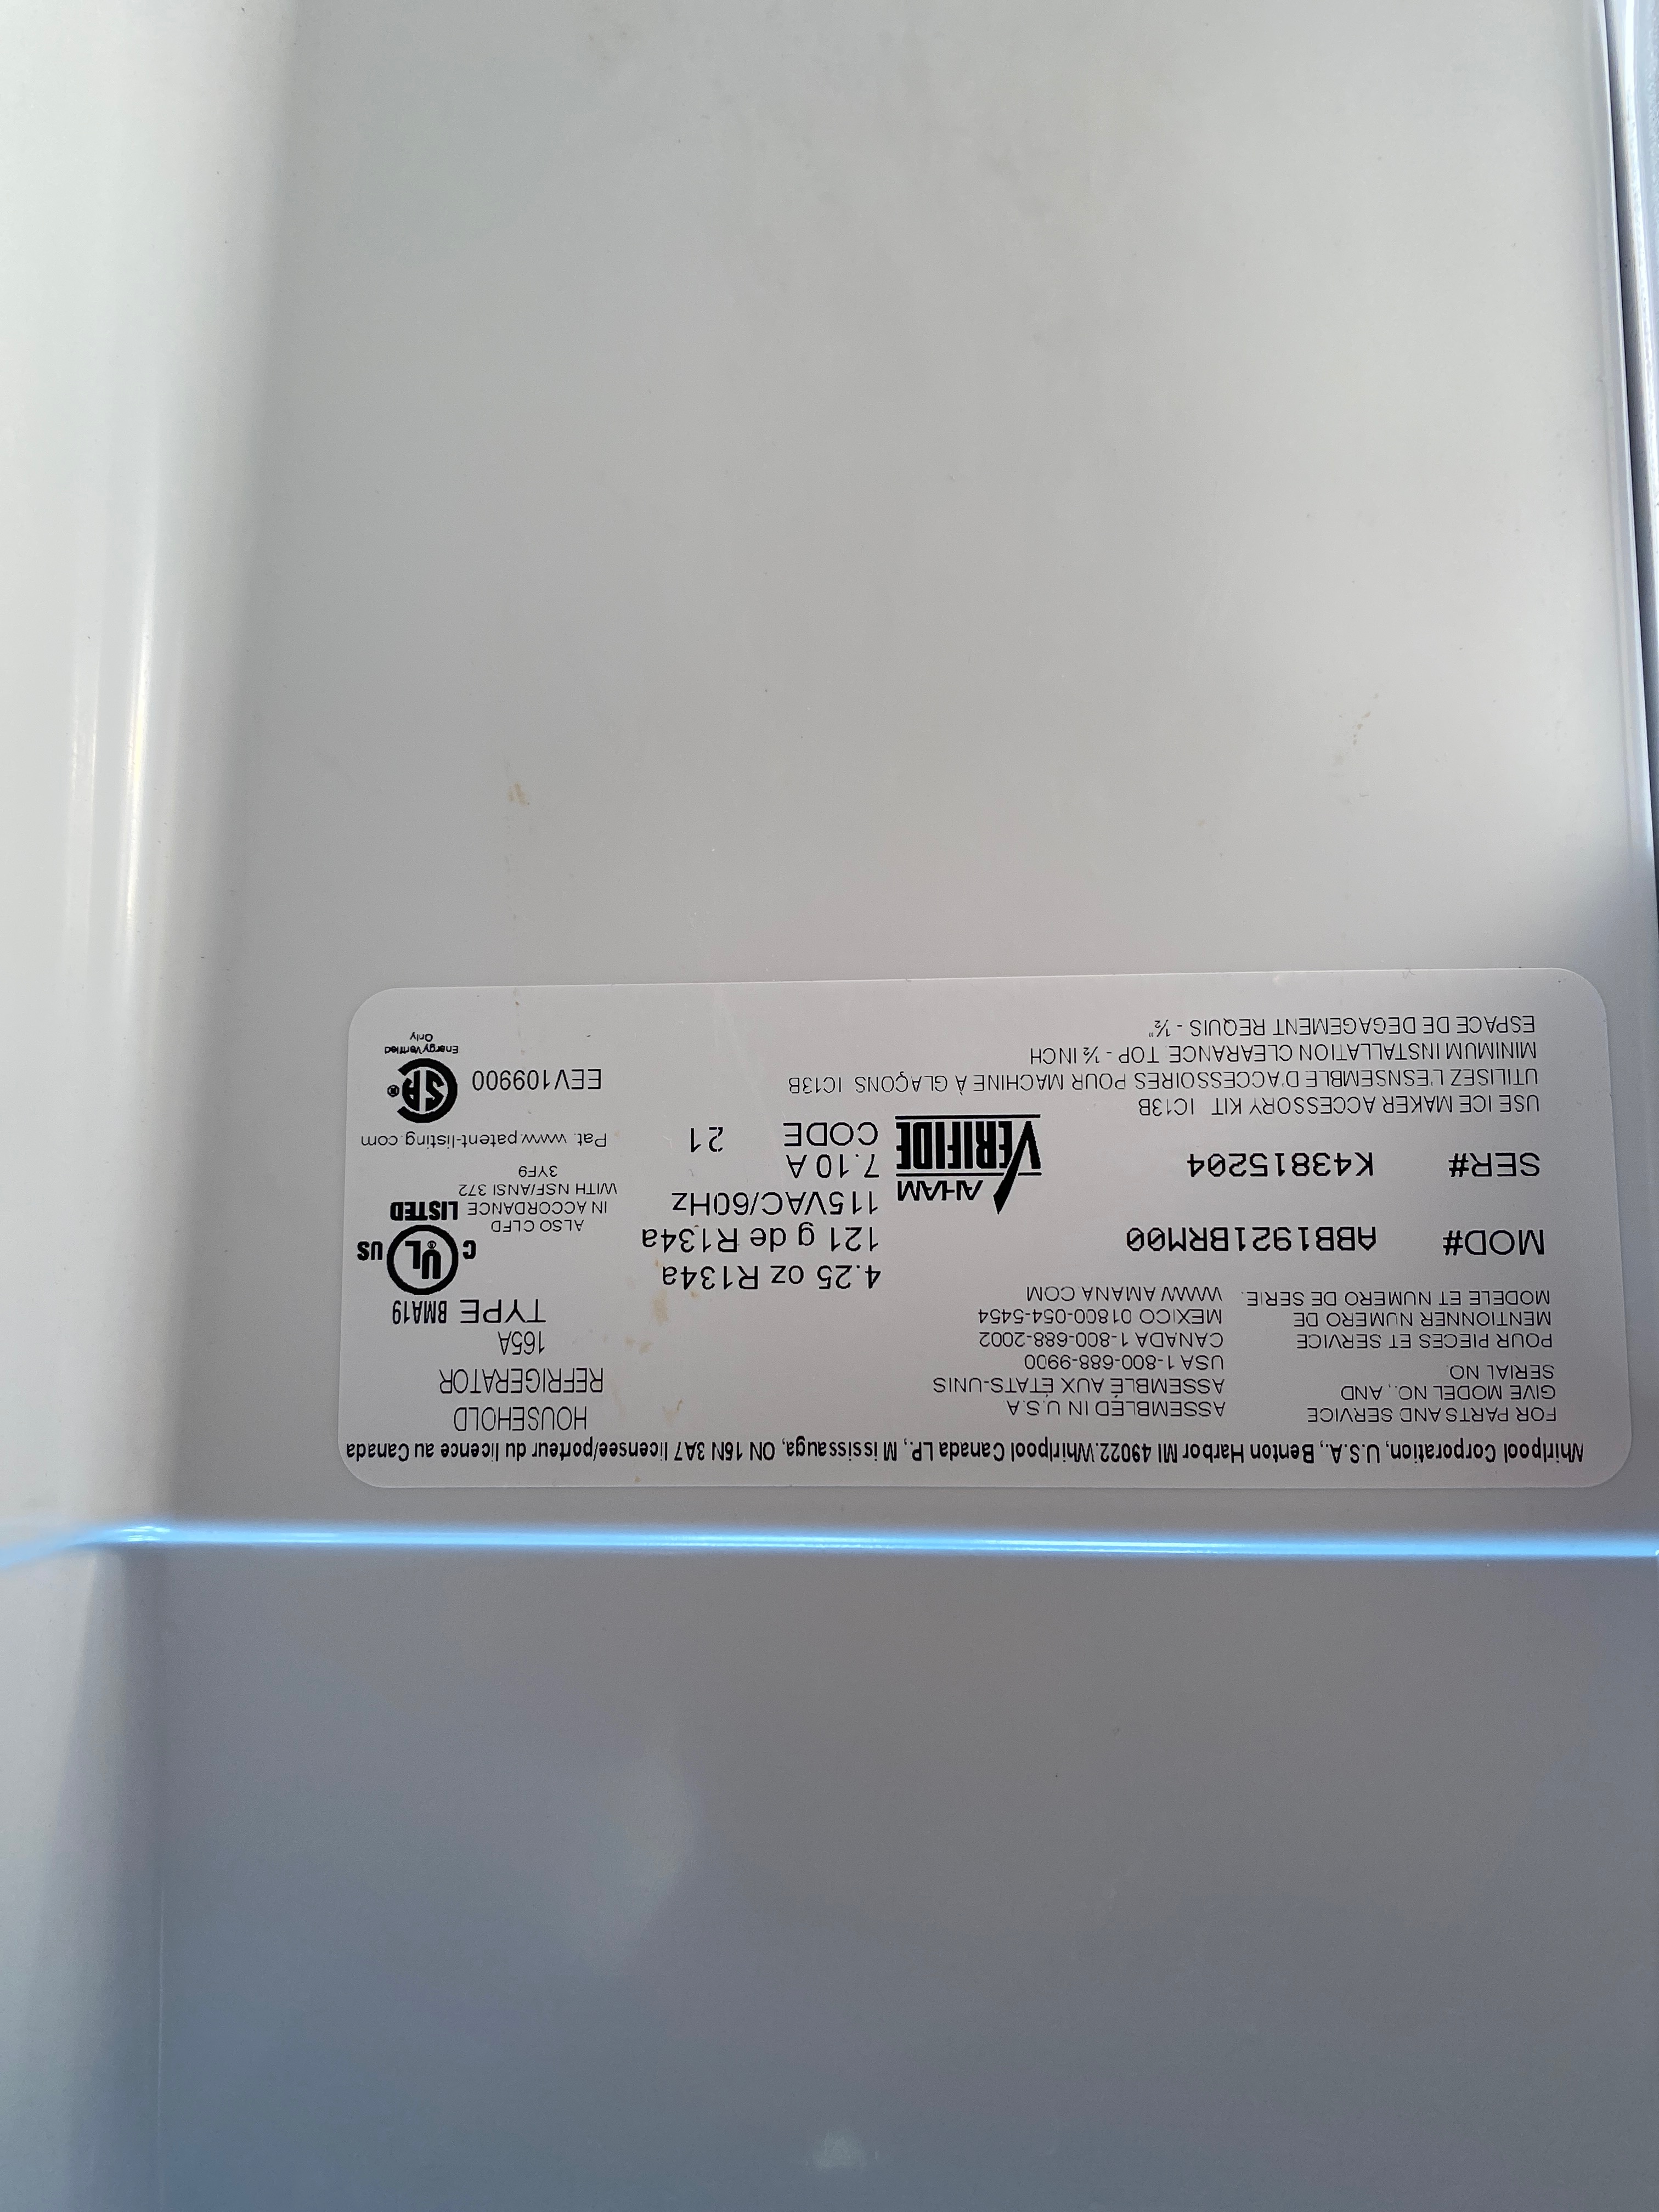 Whirlpool Corporation, U.S.A., Benton Harbor MI 49022.Whirlpool Canada LP., Mississauga, ON 16N 3A7 licensee/porteur du licence au Canada
FOR PARTS AND SERVICE
GIVE MODEL NO., AND
SERIAL NO.
POUR PIECES ET SERVICE
MENTIONNER NUMERO DE
MODELE ET NUMERO DE SERIE.
ASSEMBLED IN U.S.A
ASSEMBLÉ AUX ÉTATS-UNIS
USA 1-800-688-9900
CANADA 1-800-688-2002
MEXICO 01800-054-5454
WWW AMANA COM
MOD# ABB1921BRM00
SER# K43815204
USE ICE MAKER ACCESSORY KIT IC13B
UTILISEZ L'ESNSEMBLE D'ACCESSOIRES POUR MACHINE À GLAÇONS IC13B
MINIMUM INSTALLATION CLEARANCE TOP - ½ INCH
ESPACE DE DEGAGEMENT REQUIS - ½"
AHAM
VERIFIDE
4.25 oz R134a
121 g de R134a
115VAC/60Hz
7.10 A
CODE 21
HOUSEHOLD
REFRIGERATOR
165A
TYPE BMA19
C UL® US
LISTED
ALSO CLFD
IN ACCORDANCE
WITH NSF/ANSI 372
3YF9
Pat. www.patent-listing.com
EEV109900
SA®
Energy Verified
Only